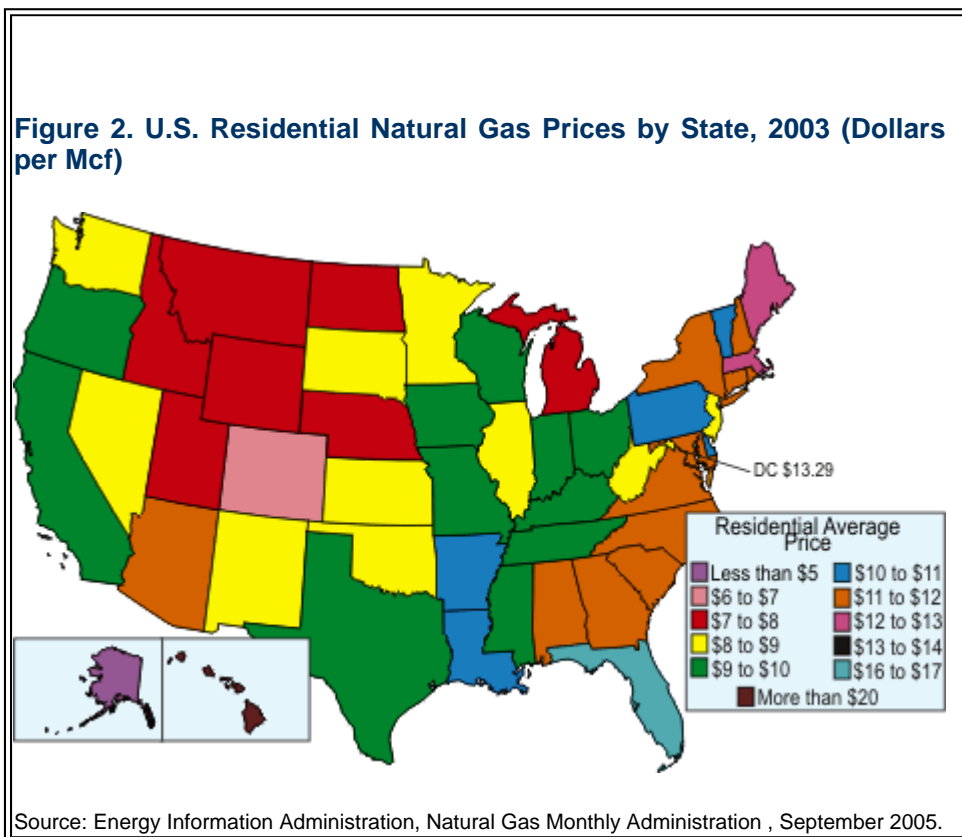 Figure 2. U.S. Residential Natural Gas Prices by State, 2003 (Dollars
per Mcf)
DC $13.29
Residential Average
Price
Less than $5
$6 to $7
$7 to $8
$8 to $9
$9 to $10
$10 to $11
$11 to $12
$12 to $13
$13 to $14
$16 to $17
More than $20
Source: Energy Information Administration, Natural Gas Monthly Administration , September 2005.